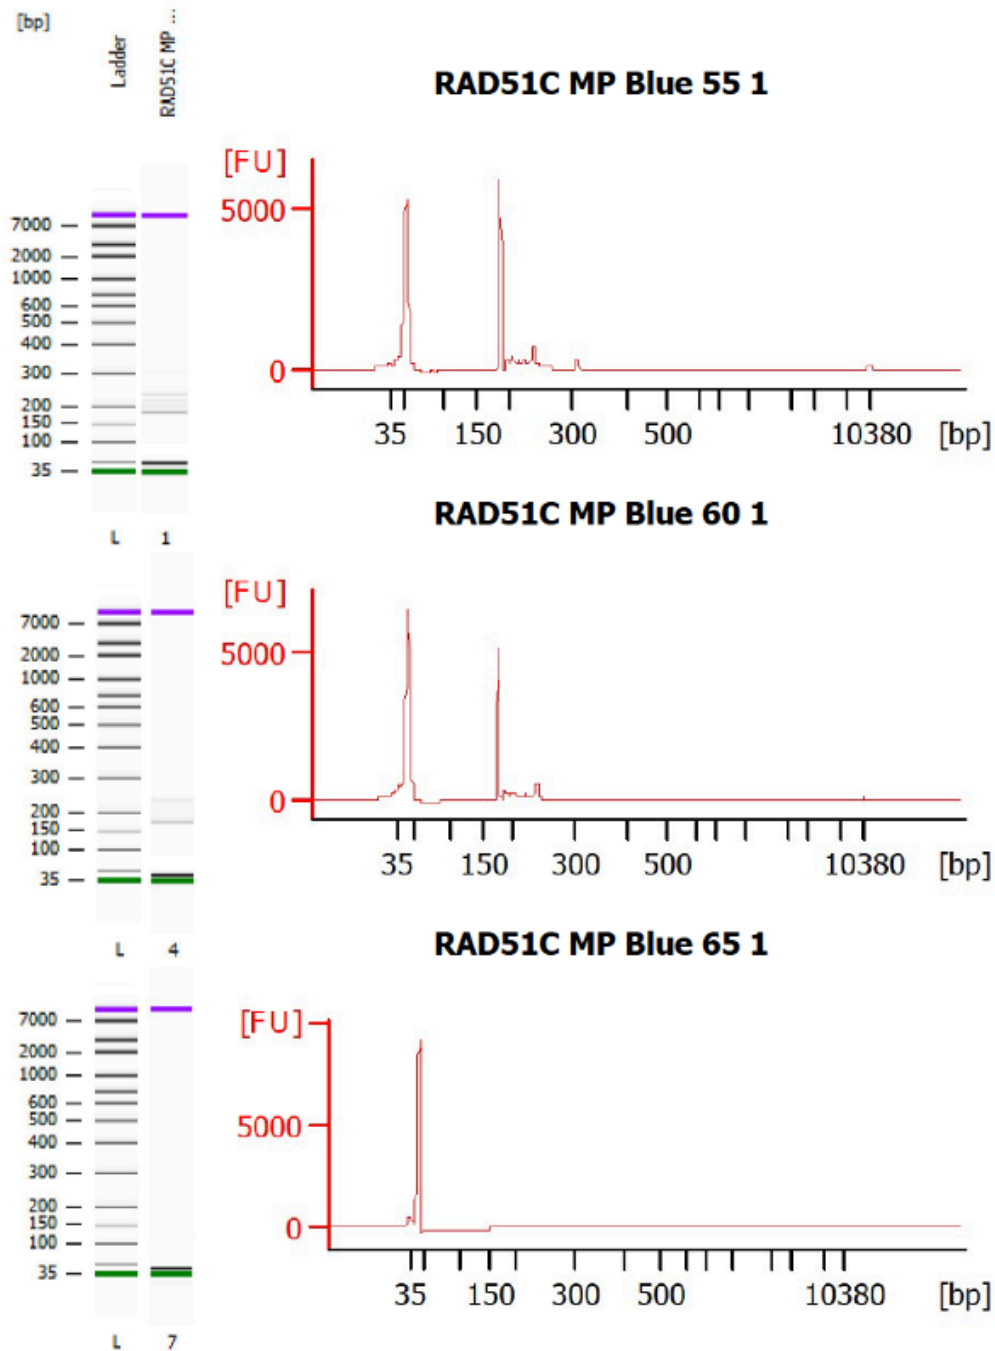 [bp]
Ladder
RAD51C MP ...
RAD51C MP Blue 55 1
[FU]
5000
0
35 150 300 500 10380 [bp]
7000
2000
1000
600
500
400
300
200
150
100
35
L 1
RAD51C MP Blue 60 1
[FU]
5000
0
35 150 300 500 10380 [bp]
7000
2000
1000
600
500
400
300
200
150
100
35
L 4
RAD51C MP Blue 65 1
[FU]
5000
0
35 150 300 500 10380 [bp]
7000
2000
1000
600
500
400
300
200
150
100
35
L 7